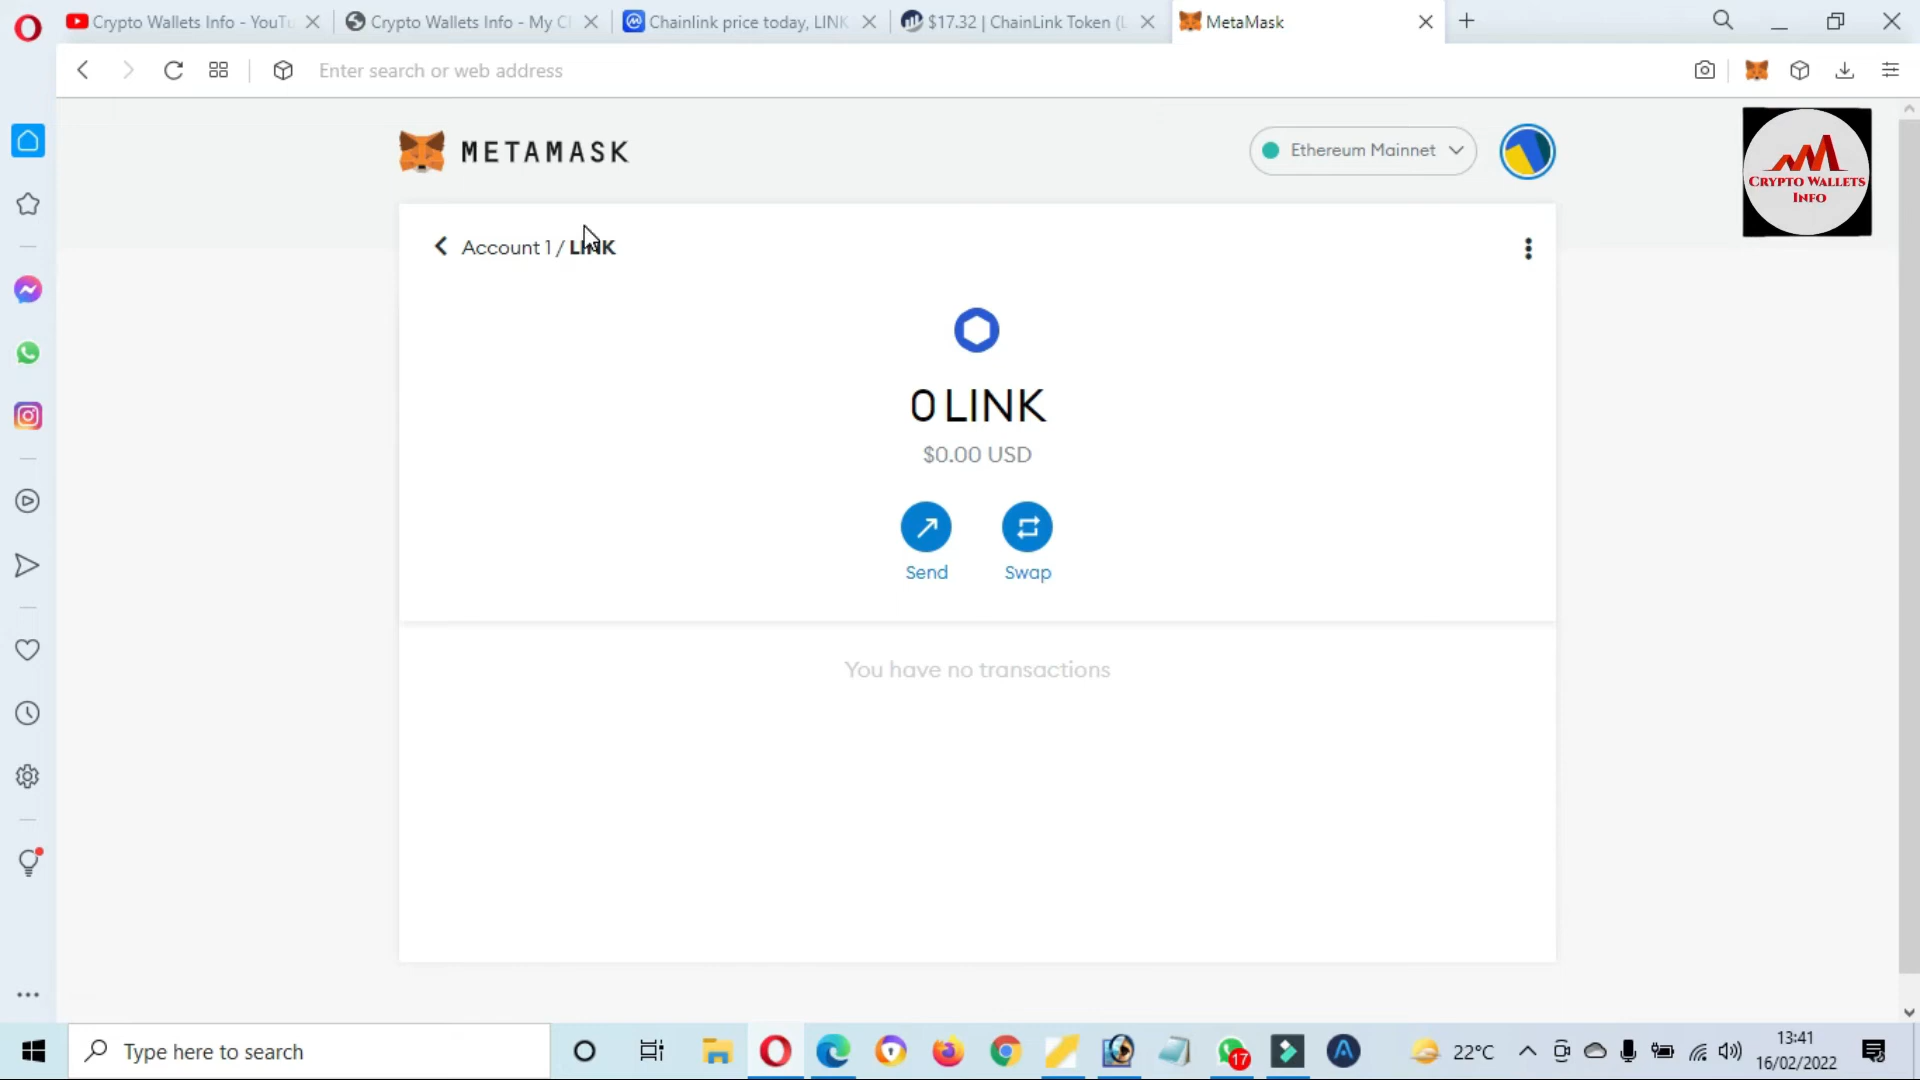 Crypto Wallets Info - YouTu
Crypto Wallets Info - My Cl
Chainlink price today, LINK
$17.32 | ChainLink Token (L
MetaMask
Enter search or web address
METAMASK
Ethereum Mainnet
CRYPTO WALLETS
INFO
Account 1 / LINK
0 LINK
$0.00 USD
Send
Swap
You have no transactions
Type here to search
17
22°C
13:41
16/02/2022